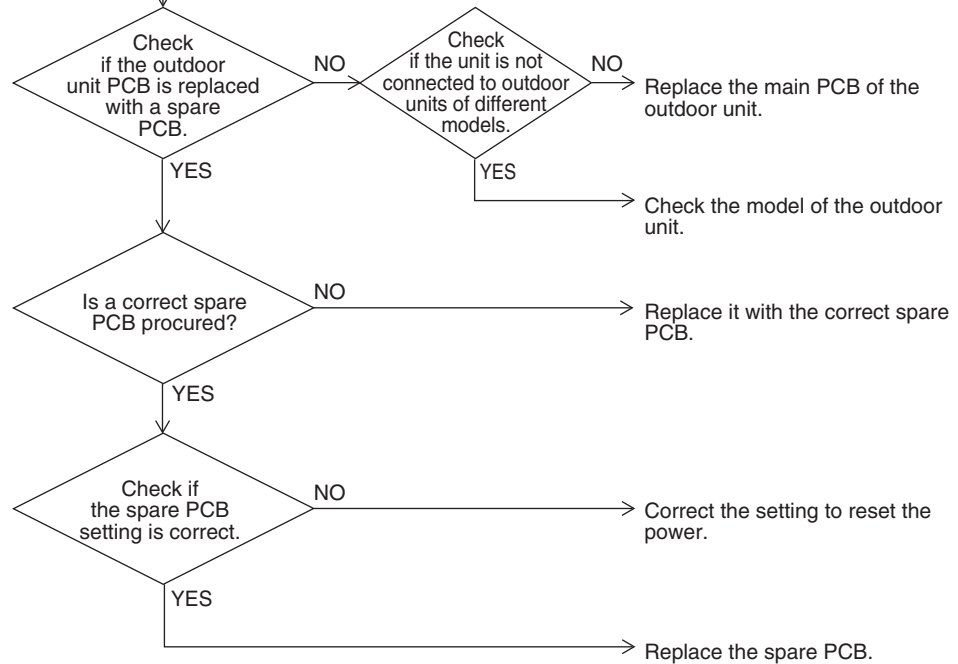 Check
if the outdoor
unit PCB is replaced
with a spare
PCB.
NO
Check
if the unit is not
connected to outdoor
units of different
models.
NO
Replace the main PCB of the
outdoor unit.
YES
YES
Check the model of the outdoor
unit.
Is a correct spare
PCB procured?
NO
Replace it with the correct spare
PCB.
YES
Check if
the spare PCB
setting is correct.
NO
Correct the setting to reset the
power.
YES
Replace the spare PCB.